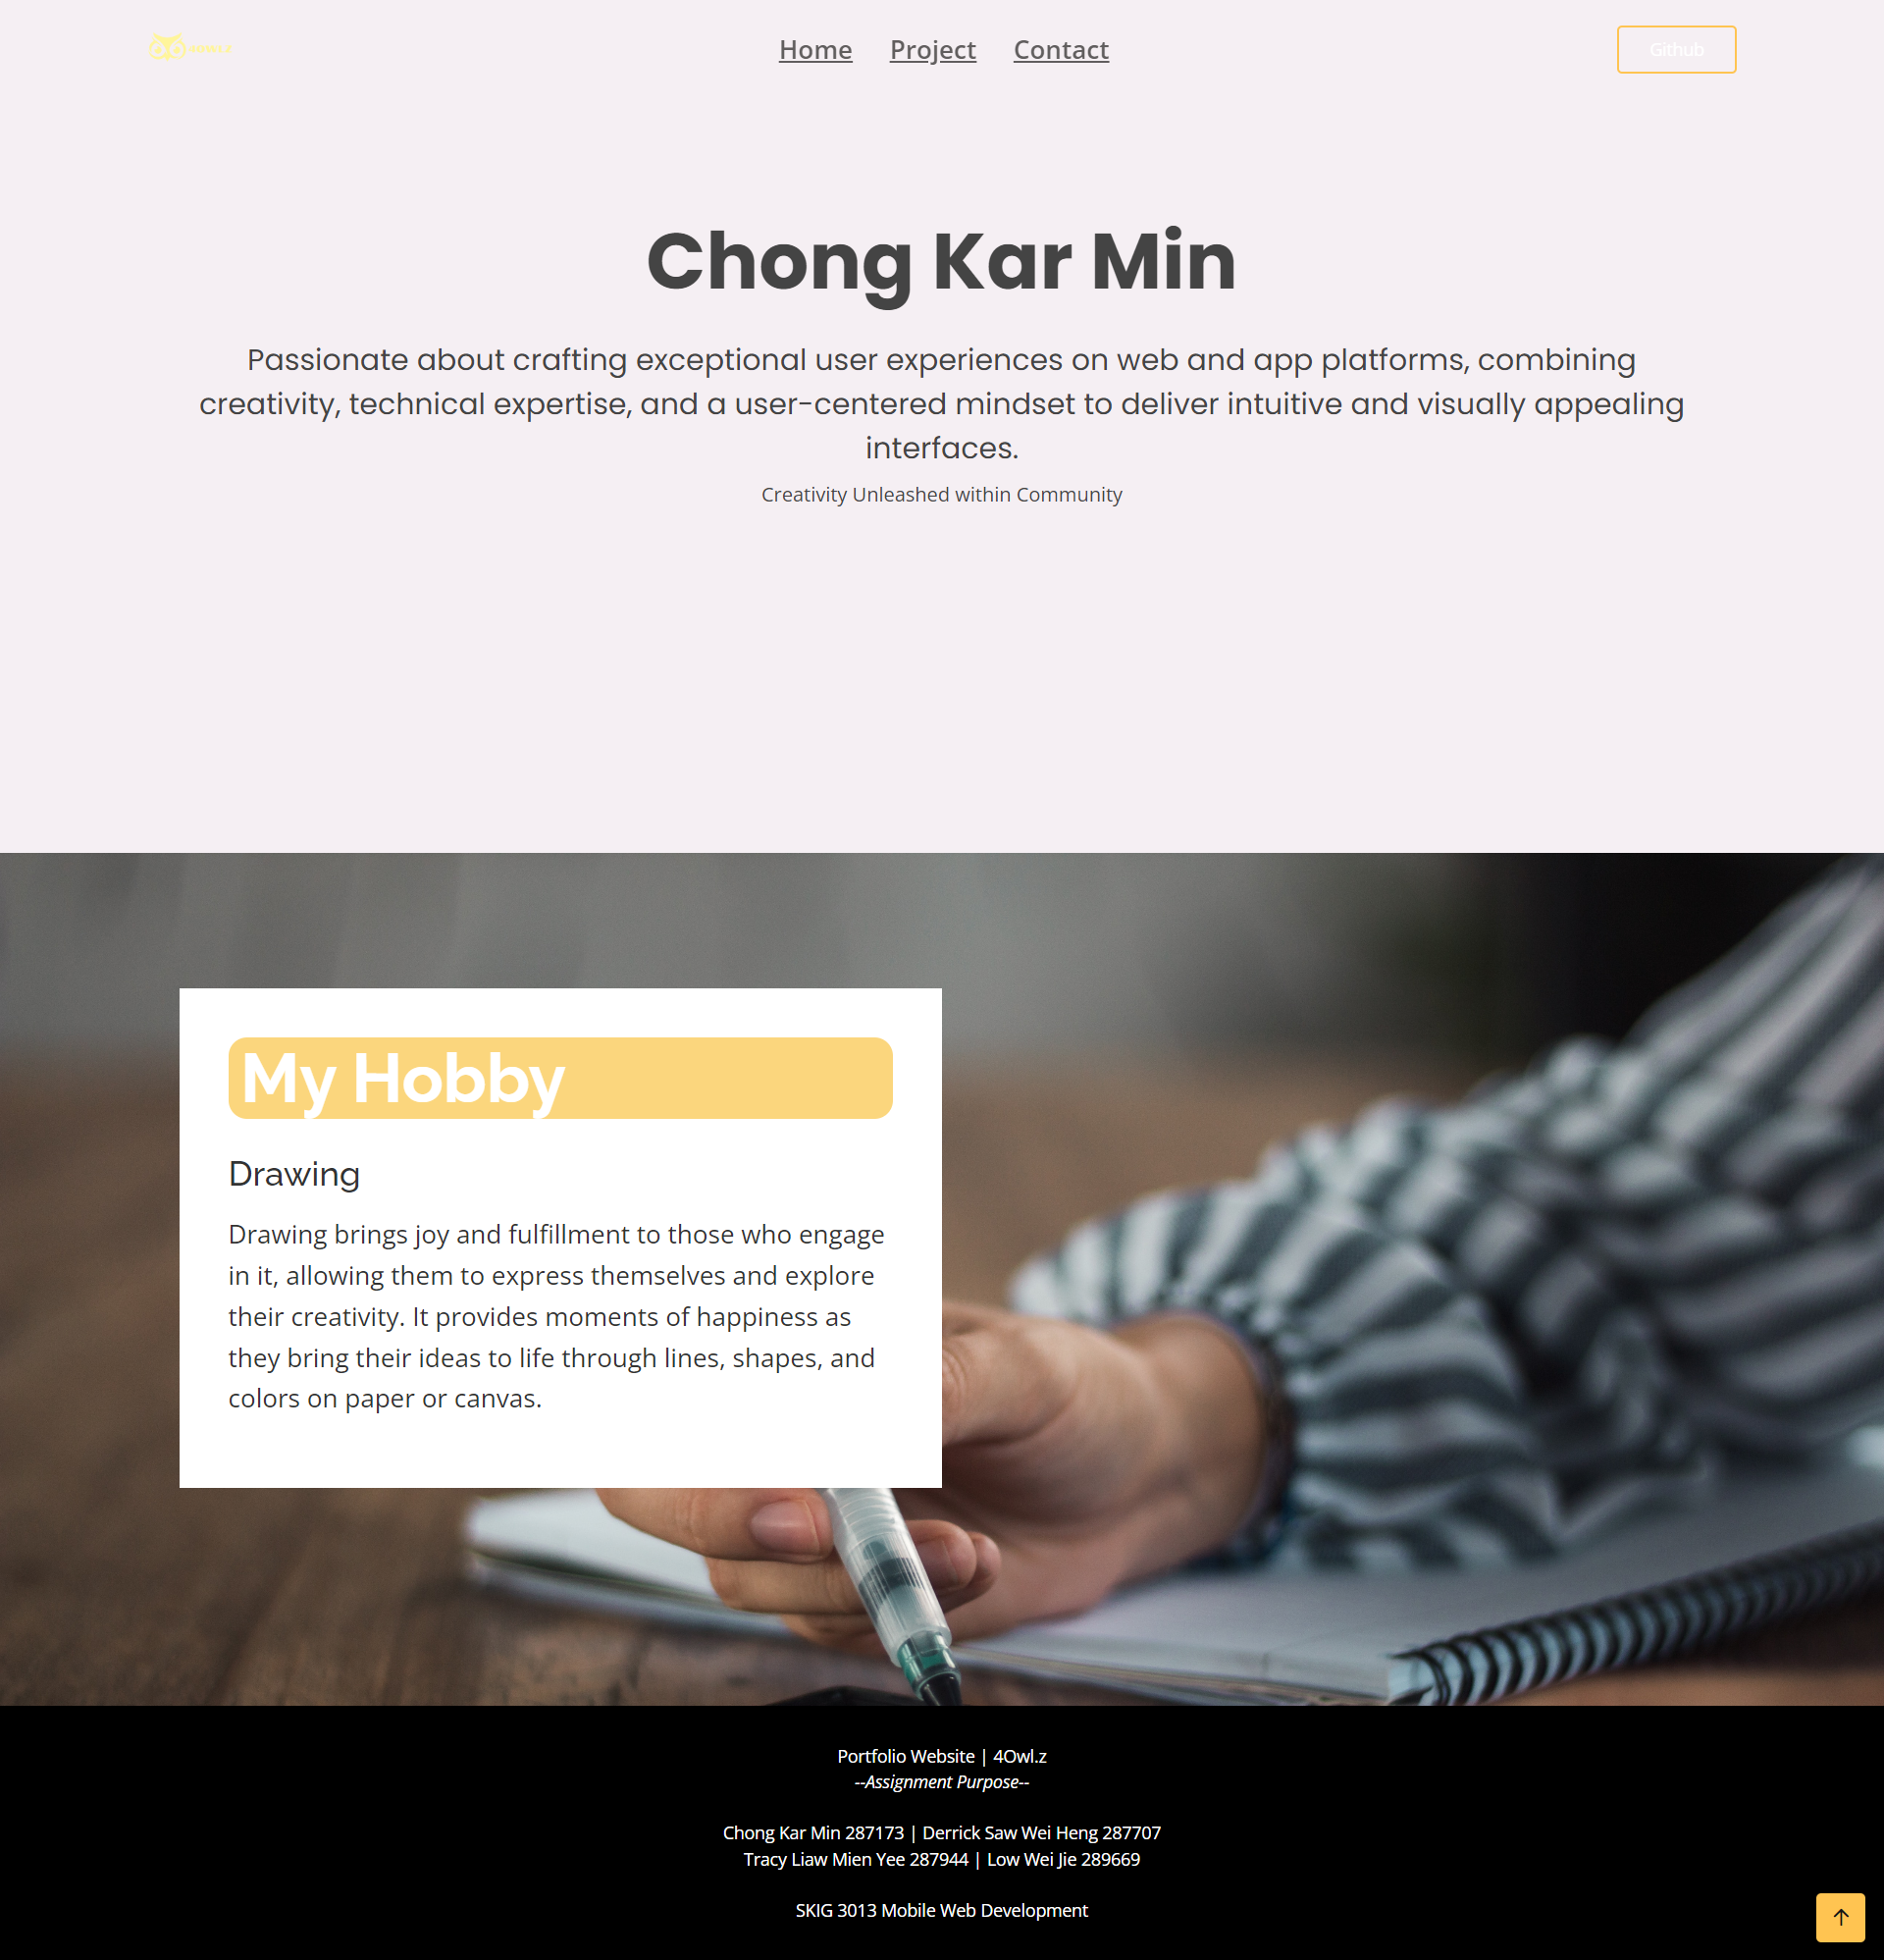 Home Project Contact
Github
Chong Kar Min
Passionate about crafting exceptional user experiences on web and app platforms, combining
creativity, technical expertise, and a user-centered mindset to deliver intuitive and visually appealing
interfaces.
Creativity Unleashed within Community
My Hobby
Drawing
Drawing brings joy and fulfillment to those who engage
in it, allowing them to express themselves and explore
their creativity. It provides moments of happiness as
they bring their ideas to life through lines, shapes, and
colors on paper or canvas.
Portfolio Website | 4Owl.z
--Assignment Purpose--
Chong Kar Min 287173 | Derrick Saw Wei Heng 287707
Tracy Liaw Mien Yee 287944 | Low Wei Jie 289669
SKIG 3013 Mobile Web Development